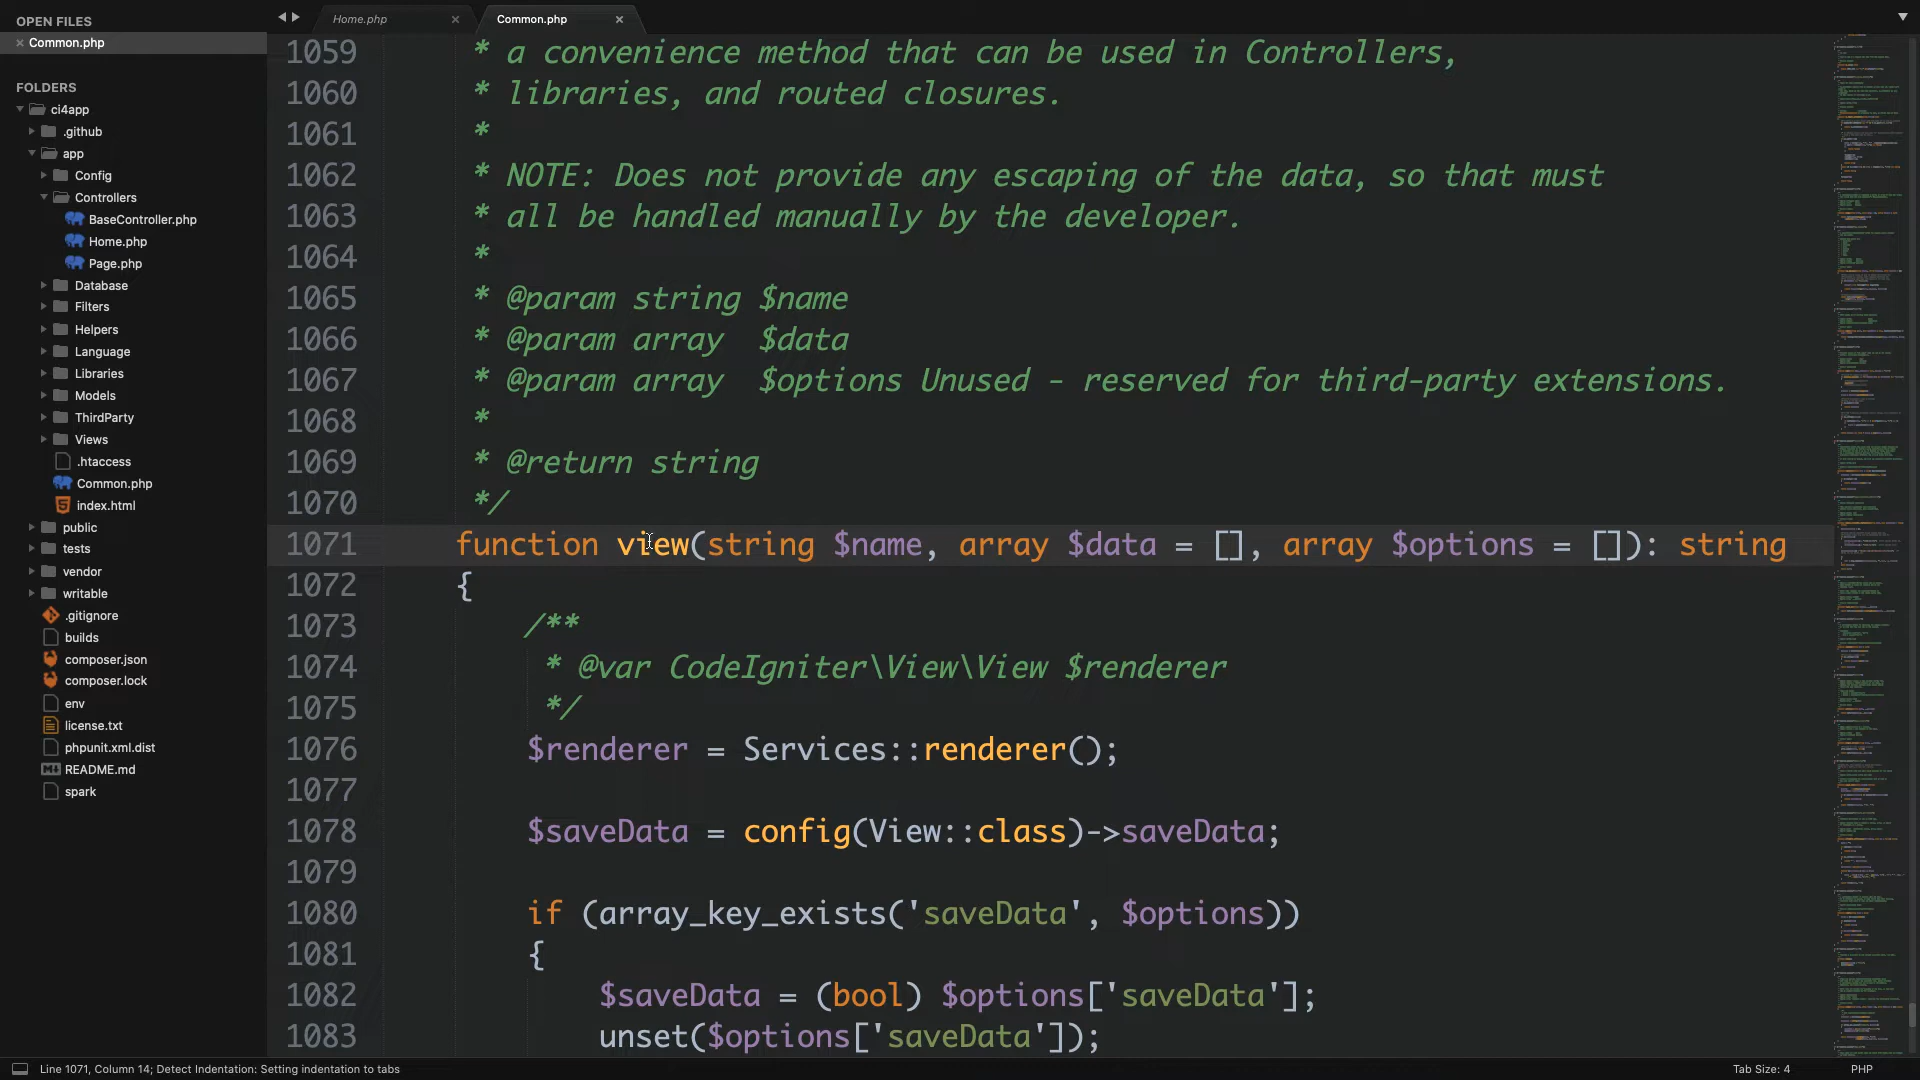 OPEN FILES
Common.php
FOLDERS
ci4app
.github
app
Config
Controllers
BaseController.php
Home.php
Page.php
Database
Filters
Helpers
Language
Libraries
Models
ThirdParty
Views
.htaccess
Common.php
index.html
public
tests
vendor
writable
.gitignore
builds
composer.json
composer.lock
env
license.txt
phpunit.xml.dist
README.md
spark
Home.php
Common.php
1059 * a convenience method that can be used in Controllers,
1060 * libraries, and routed closures.
1061 *
1062 * NOTE: Does not provide any escaping of the data, so that must
1063 * all be handled manually by the developer.
1064 *
1065 * @param string $name
1066 * @param array  $data
1067 * @param array  $options Unused - reserved for third-party extensions.
1068 *
1069 * @return string
1070 */
1071 function view(string $name, array $data = [], array $options = []): string
1072 {
1073 /**
1074 * @var CodeIgniter\View\View $renderer
1075 */
1076 $renderer = Services::renderer();
1077
1078 $saveData = config(View::class)->saveData;
1079
1080 if (array_key_exists('saveData', $options))
1081 {
1082 $saveData = (bool) $options['saveData'];
1083 unset($options['saveData']);
Line 1071, Column 14; Detect Indentation: Setting indentation to tabs
Tab Size: 4
PHP